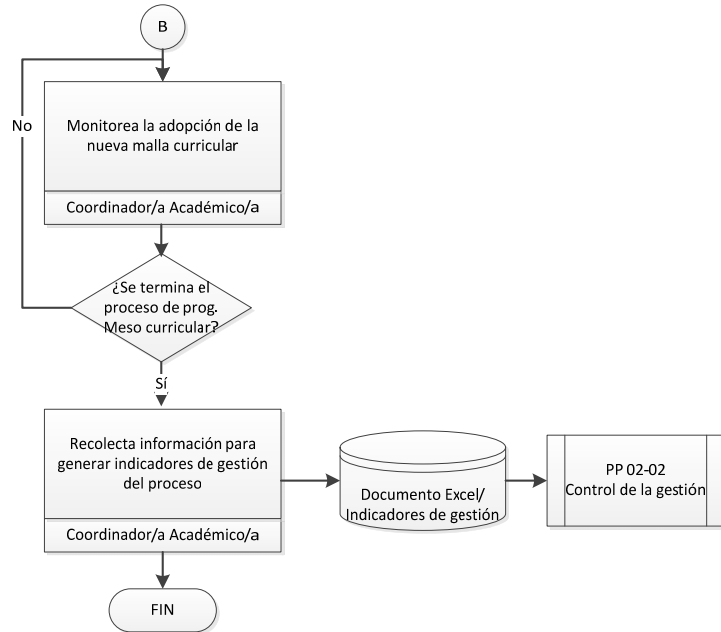 B
No
Monitorea la adopción de la
nueva malla curricular
Coordinador/a Académico/a
¿Se termina el
proceso de prog.
Meso curricular?
Sí
Recolecta información para
generar indicadores de gestión
del proceso
Coordinador/a Académico/a
Documento Excel/
Indicadores de gestión
PP 02-02
Control de la gestión
FIN